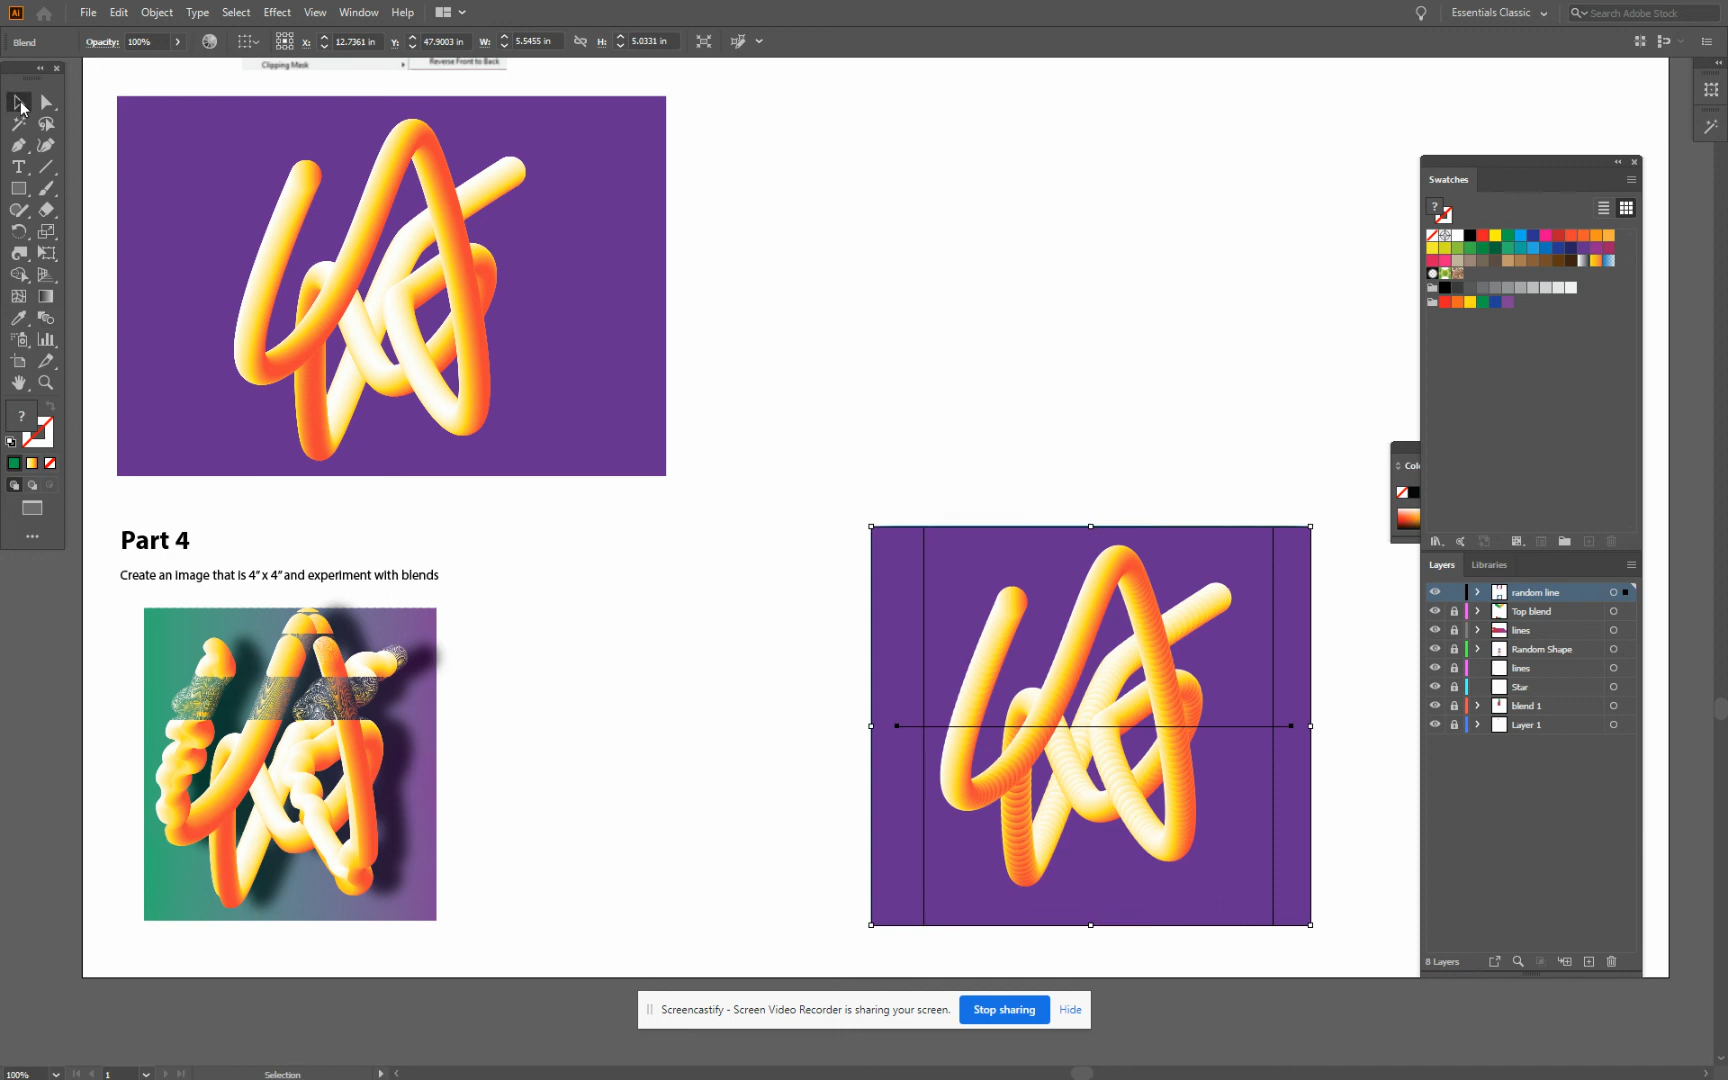 Ai File Edit Object Type Select Effect View Window Help Essentials Classic Search Adobe Stock
Blend Opacity: 100% X: 12.7361 in Y: 47.9003 in W: 5.5455 in H: 5.0331 in
Clipping Mask Reverse Front to Back
Swatches
Part 4
Create an image that is 4" x 4" and experiment with blends
Layers Libraries
random line
Top blend
lines
Random Shape
lines
Star
blend 1
Layer 1
8 Layers
Screencastify - Screen Video Recorder is sharing your screen. Stop sharing Hide
100% 1 Selection